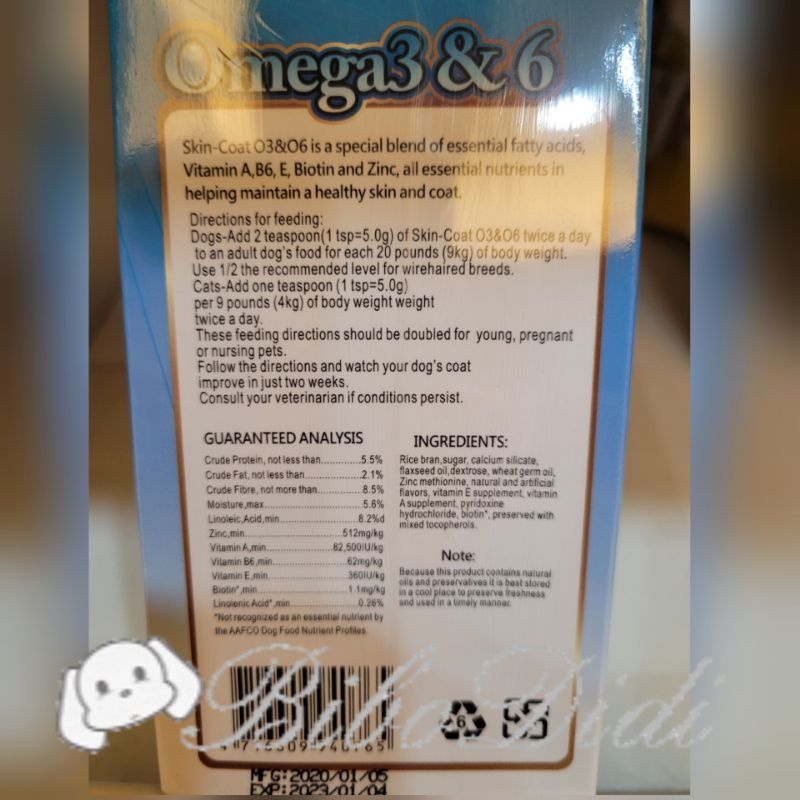 Omega3 & 6
Skin-Coat O3&O6 is a special blend of essential fatty acids,
Vitamin A,B6, E, Biotin and Zinc, all essential nutrients in
helping maintain a healthy skin and coat.
Directions for feeding:
Dogs-Add 2 teaspoon(1 tsp=5.0g) of Skin-Coat O3&O6 twice a day
to an adult dog's food for each 20 pounds (9kg) of body weight.
Use 1/2 the recommended level for wirehaired breeds.
Cats-Add one teaspoon (1 tsp=5.0g)
per 9 pounds (4kg) of body weight weight
twice a day.
These feeding directions should be doubled for young, pregnant
or nursing pets.
Follow the directions and watch your dog's coat
improve in just two weeks.
Consult your veterinarian if conditions persist.
GUARANTEED ANALYSIS
Crude Protein, not less than.............5.5%
Crude Fat, not less than..................2.1%
Crude Fibre, not more than..............8.5%
Moisture,max................................5.6%
Linoleic,Acid,min..........................8.2%d
Zinc,min................................512mg/kg
Vitamin A,min.....................82,500IU/kg
Vitamin B6,min..........................62mg/kg
Vitamin E,min..........................360IU/kg
Biotin*,min..............................1.1mg/kg
Linolenic Acid*,min......................0.26%
*Not recognized as an essential nutrient by
the AAFCO Dog Food Nutrient Profiles.
INGREDIENTS:
Rice bran,sugar, calcium silicate,
flaxseed oil,dextrose, wheat germ oil,
Zinc methionine, natural and artificial
flavors, vitamin E supplement, vitamin
A supplement, pyridoxine
hydrochloride, biotin*, preserved with
mixed tocopherols.
Note:
Because this product contains natural
oils and preservatives it is best stored
in a cool place to preserve freshness
and used in a timely manner.
6
BiboDidi
MFG:2020/01/05
EXP:2023/01/04